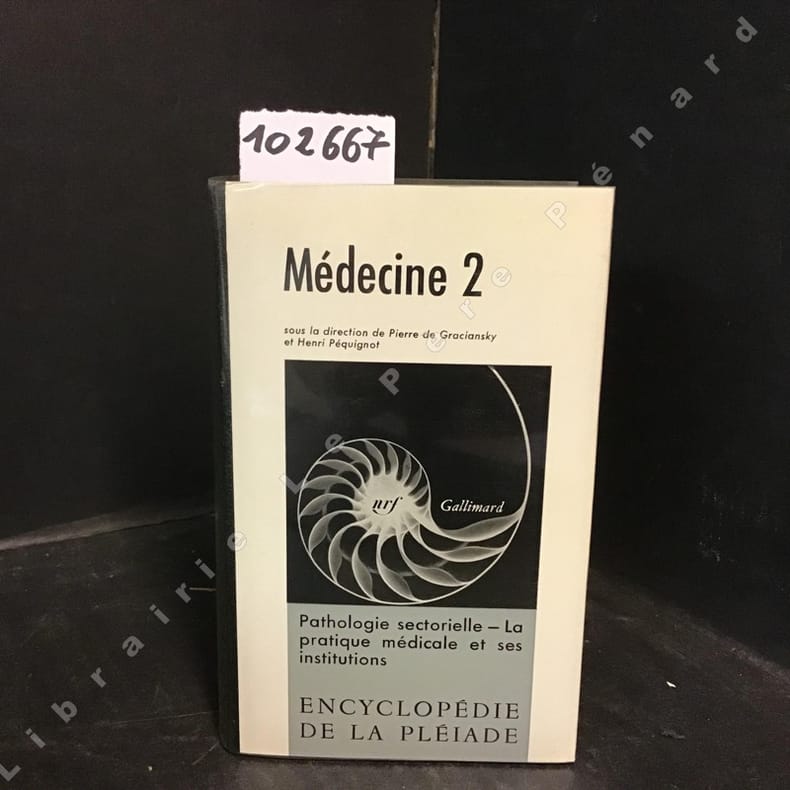 102667
Médecine 2
sous la direction de Pierre de Graciansky
et Henri Péquignot
nrf
Gallimard
Pathologie sectorielle – La
pratique médicale et ses
institutions
ENCYCLOPÉDIE
DE LA PLÉIADE
Librairie Le Père Pénard